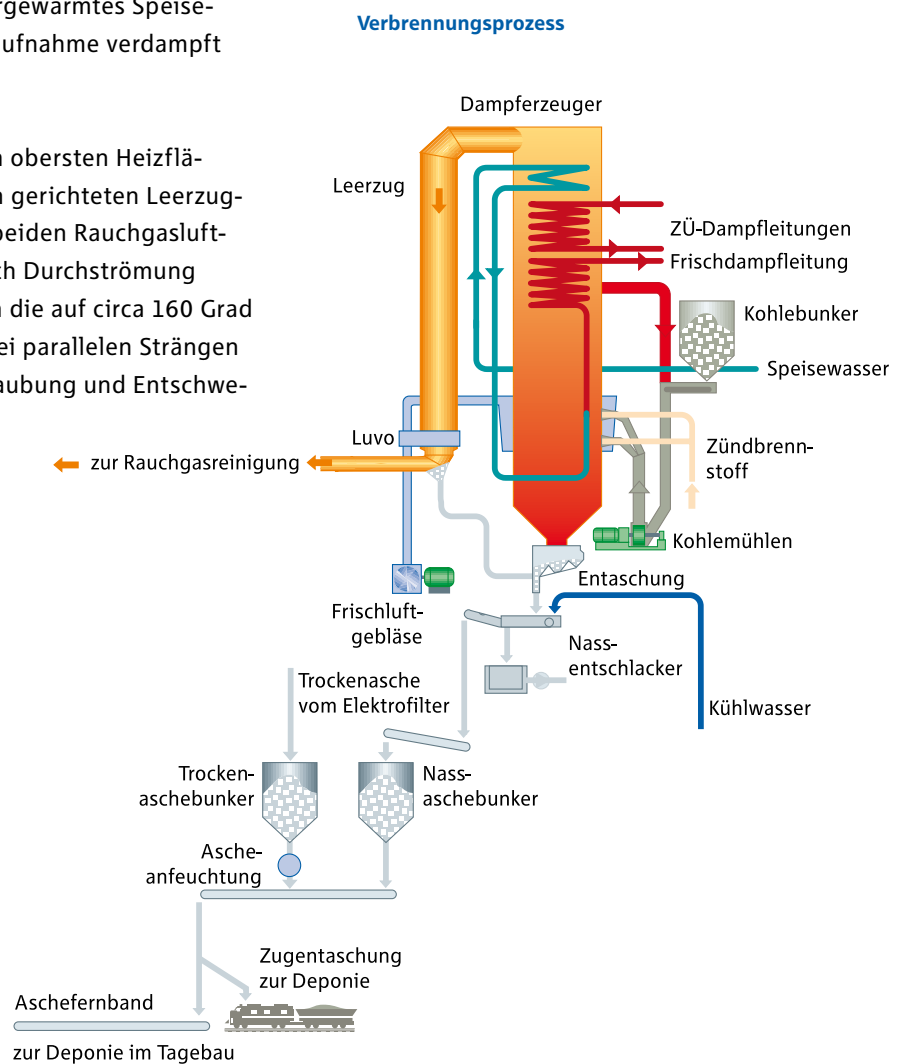 rgewärmtes Speise-
ufnahme verdampft
n obersten Heizflä-
n gerichteten Leerzug-
beiden Rauchgasluft-
ch Durchströmung
n die auf circa 160 Grad
ei parallelen Strängen
aubung und Entschwe-
Verbrennungsprozess
Dampferzeuger
Leerzug
ZÜ-Dampfleitungen
Frischdampfleitung
Kohlebunker
Speisewasser
Luvo
zur Rauchgasreinigung
Zündbrenn-
stoff
Kohlemühlen
Entaschung
Frischluft-
gebläse
Nass-
entschlacker
Kühlwasser
Trockenasche
vom Elektrofilter
Trocken-
aschebunker
Nass-
aschebunker
Asche-
anfeuchtung
Zugentaschung
zur Deponie
Aschefernband
zur Deponie im Tagebau